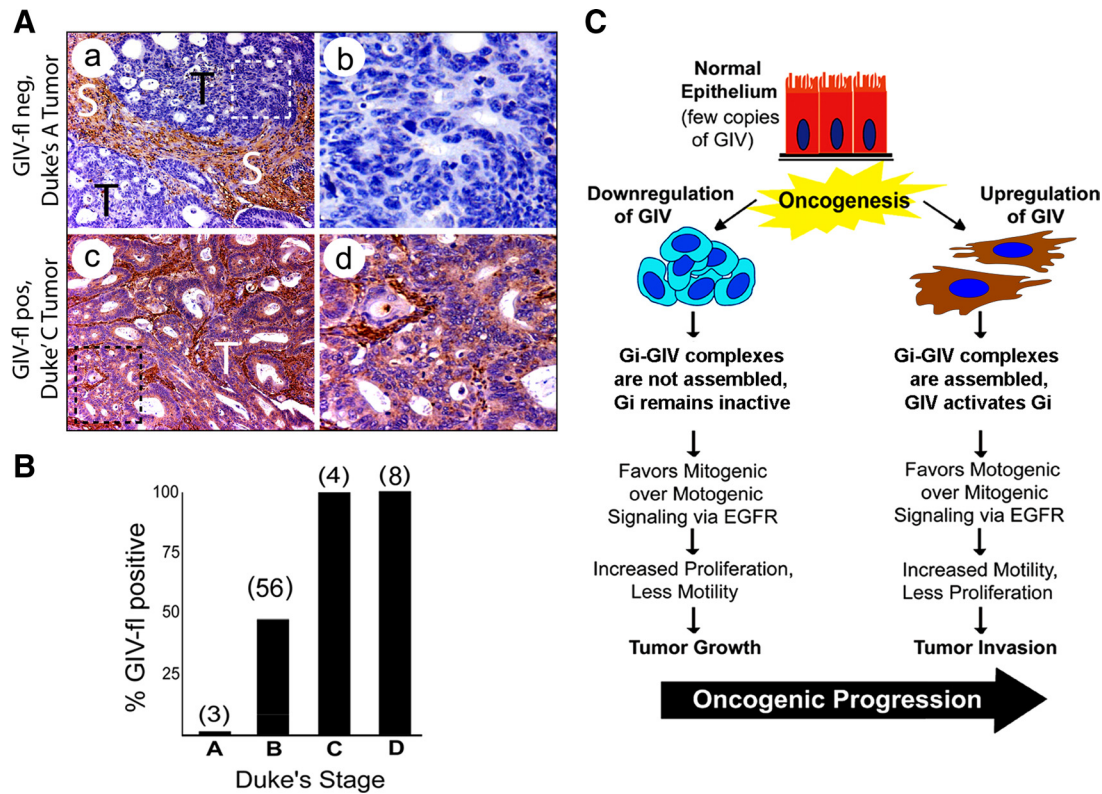 A
GIV-fl neg,
Duke's A Tumor
a
T
S
S
T
b
GIV-fl pos,
Duke' C Tumor
c
T
d
B
% GIV-fl positive
100
75
50
25
(3)
(56)
(4)
(8)
A
B
C
D
Duke's Stage
C
Normal
Epithelium
(few copies
of GIV)
Oncogenesis
Downregulation
of GIV
Upregulation
of GIV
Gi-GIV complexes
are not assembled,
Gi remains inactive
Favors Mitogenic
over Motogenic
Signaling via EGFR
Increased Proliferation,
Less Motility
Tumor Growth
Gi-GIV complexes
are assembled,
GIV activates Gi
Favors Motogenic
over Mitogenic
Signaling via EGFR
Increased Motility,
Less Proliferation
Tumor Invasion
Oncogenic Progression